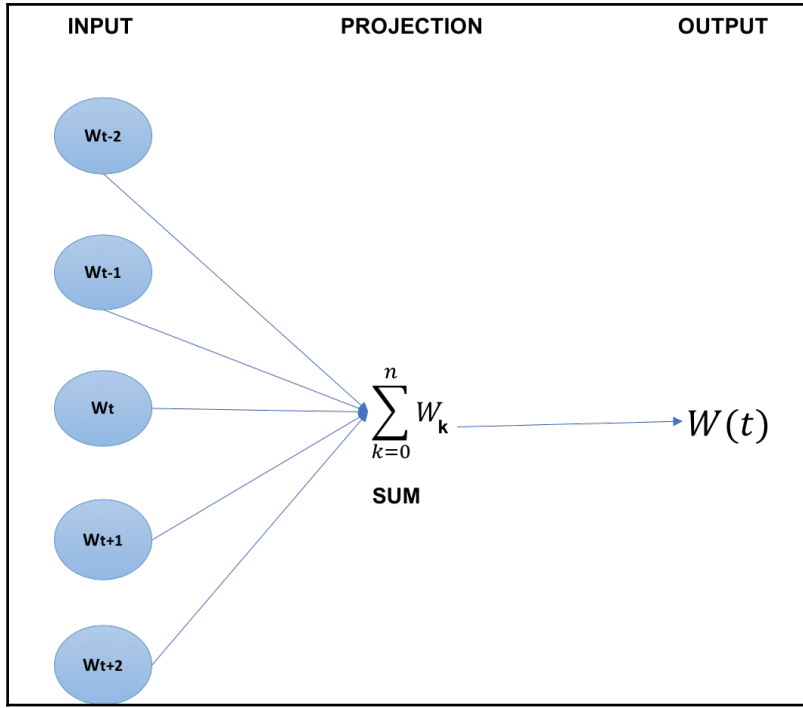 INPUT PROJECTION OUTPUT
Wt-2
Wt-1
Wt
Wt+1
Wt+2
n
∑ Wk
k=0
SUM
W(t)